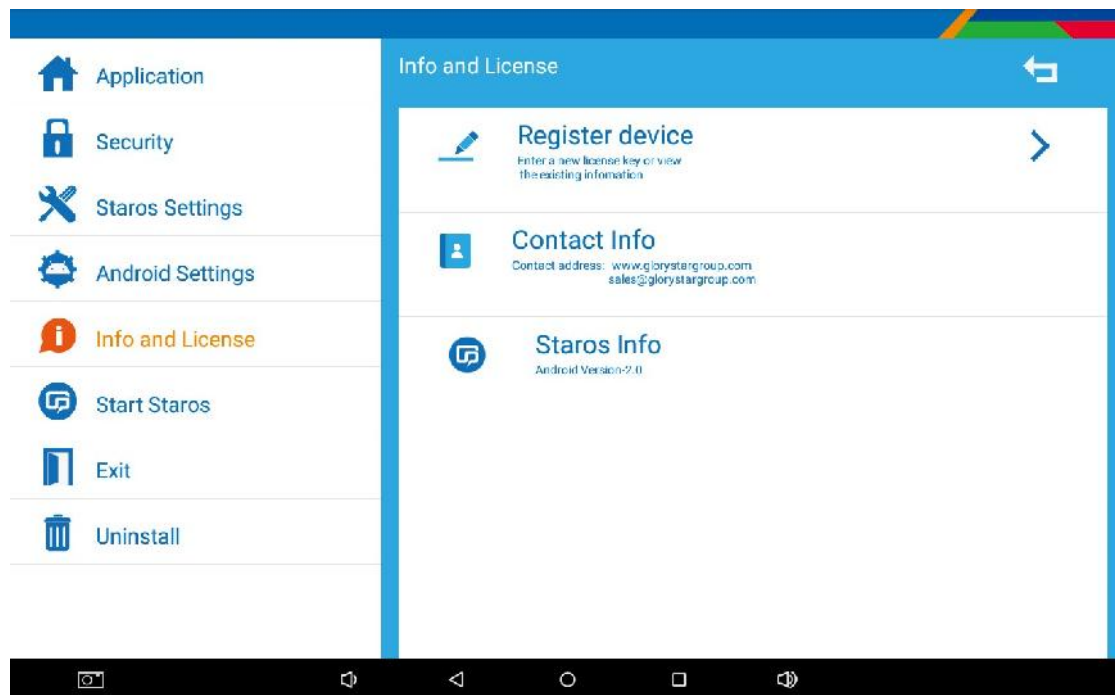 Application
Security
Staros Settings
Android Settings
Info and License
Start Staros
Exit
Uninstall
Info and License
Register device
Enter a new license key or view
the existing infomation
Contact Info
Contact address: www.glorystargroup.com
sales@glorystargroup.com
Staros Info
Android Version-2.0